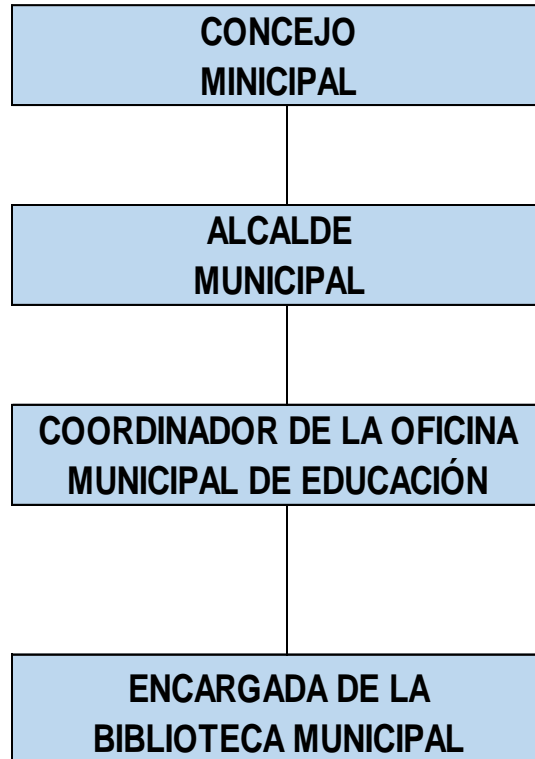 CONCEJO
MINICIPAL
ALCALDE
MUNICIPAL
COORDINADOR DE LA OFICINA
MUNICIPAL DE EDUCACIÓN
ENCARGADA DE LA
BIBLIOTECA MUNICIPAL